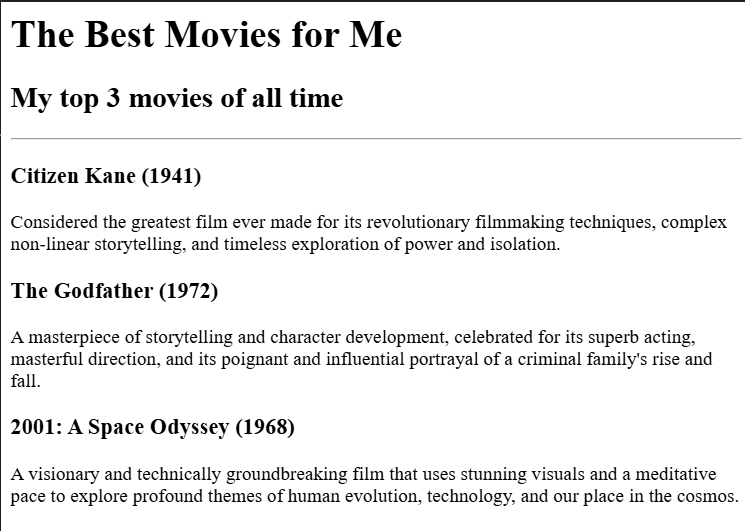 The Best Movies for Me
My top 3 movies of all time
Citizen Kane (1941)
Considered the greatest film ever made for its revolutionary filmmaking techniques, complex
non-linear storytelling, and timeless exploration of power and isolation.
The Godfather (1972)
A masterpiece of storytelling and character development, celebrated for its superb acting,
masterful direction, and its poignant and influential portrayal of a criminal family's rise and
fall.
2001: A Space Odyssey (1968)
A visionary and technically groundbreaking film that uses stunning visuals and a meditative
pace to explore profound themes of human evolution, technology, and our place in the cosmos.